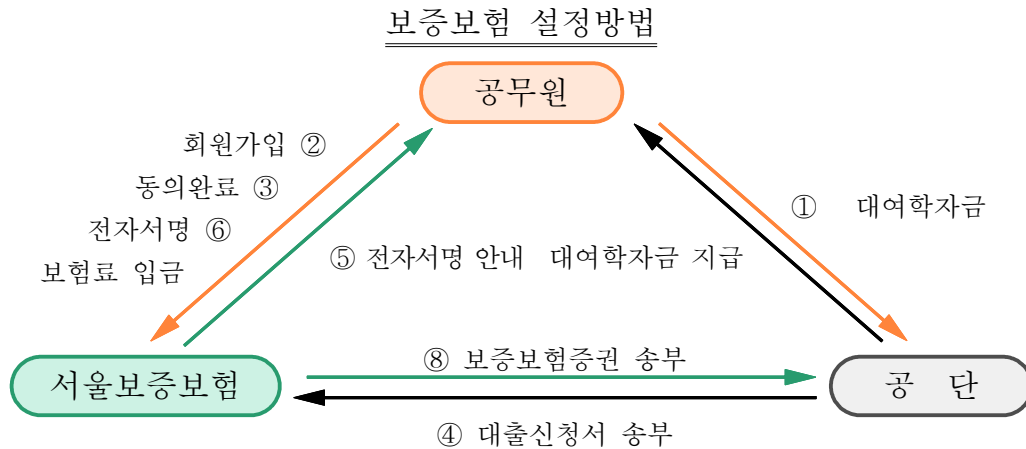 보증보험 설정방법
공무원
회원가입 ②
동의완료 ③
전자서명 ⑥
보험료 입금
① 대여학자금
⑤ 전자서명 안내
대여학자금 지급
서울보증보험
⑧ 보증보험증권 송부
공 단
④ 대출신청서 송부